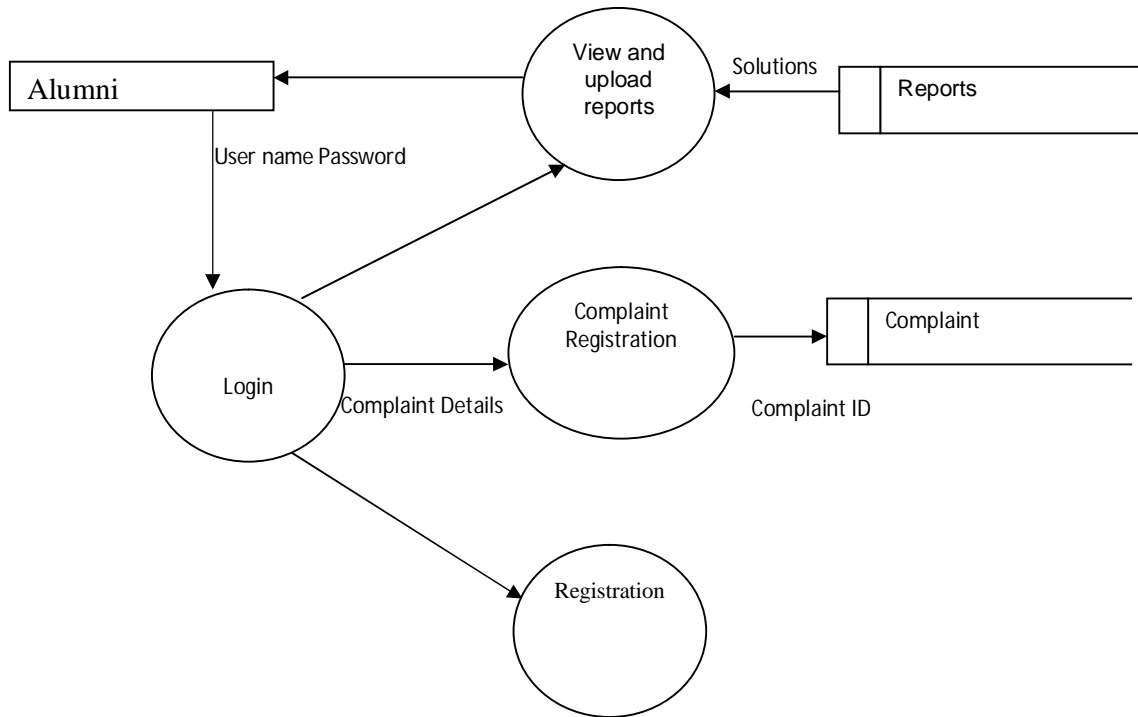 View and
upload
reports
Solutions
Reports
Alumni
User name Password
Complaint
Registration
Complaint
Login
Complaint Details
Complaint ID
Registration